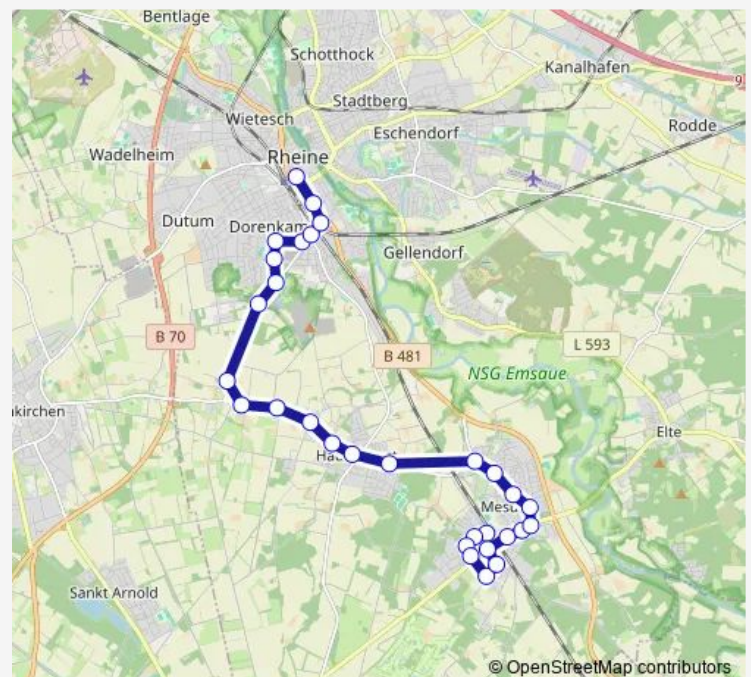 Bentlage
Schotthock
Kanalhafen
Stadtberg
Wietesch
Eschendorf
Rodde
Wadelheim
Rheine
Dutum
Gellendorf
B 70
B 481
L 593
NSG Emsaue
nkirchen
Elte
Sankt Arnold
© OpenStreetMap contributors